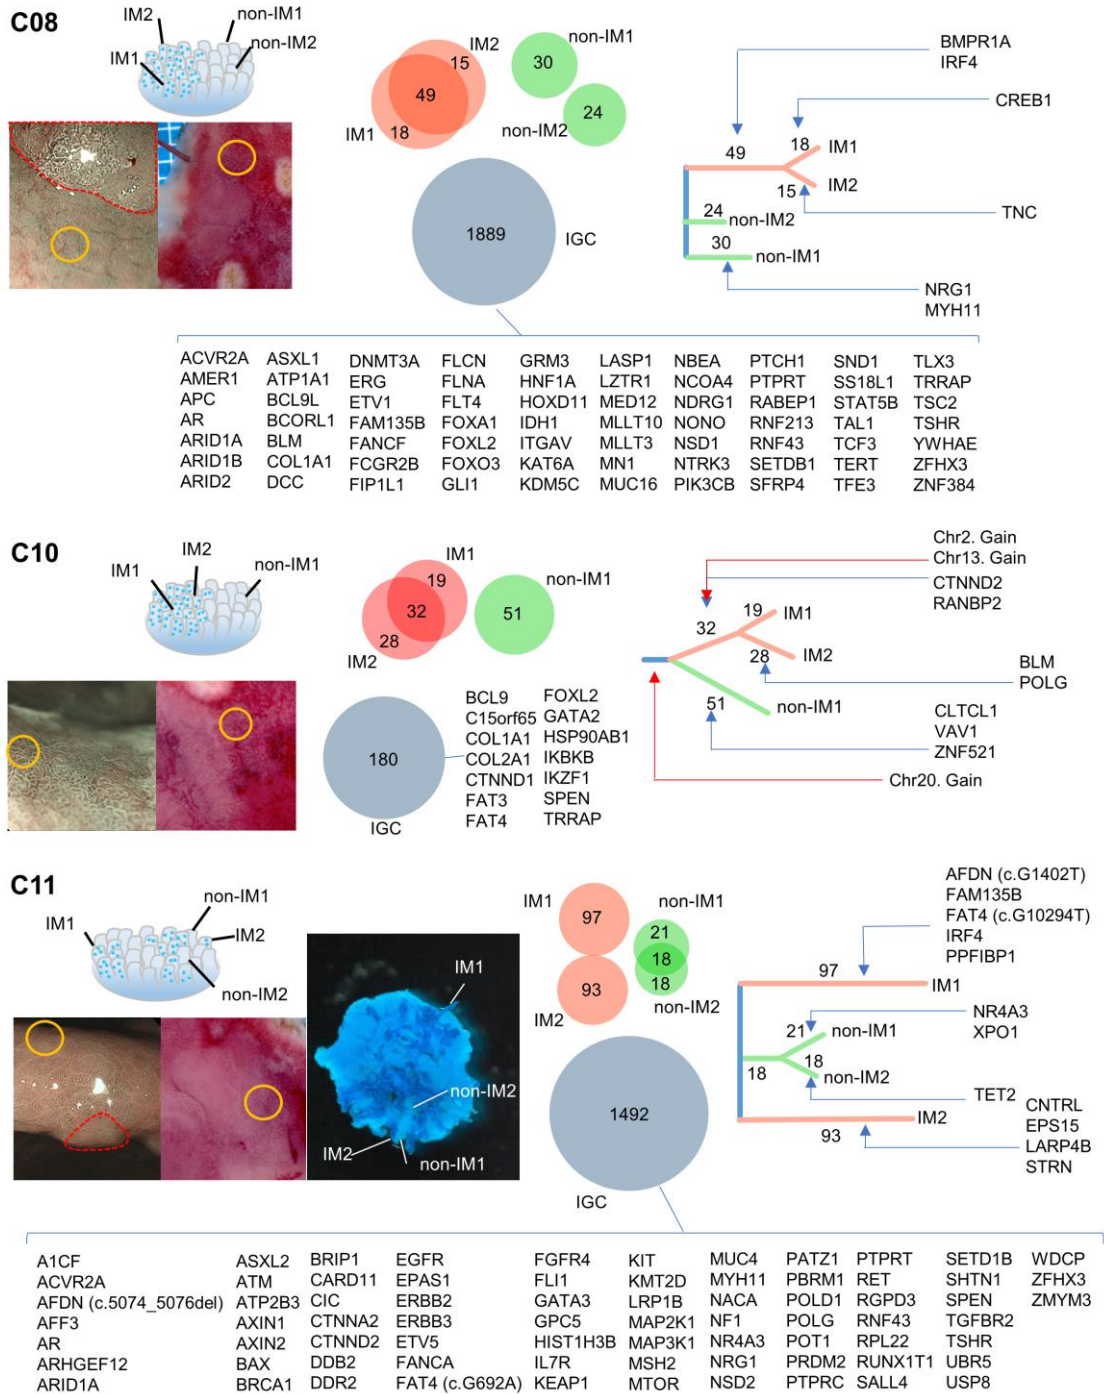 C08
IM2
non-IM1
non-IM2
IM1
IM2
15
49
IM1
18
non-IM1
30
24
non-IM2
1889
IGC
BMPR1A
IRF4
CREB1
49
18
IM1
15
IM2
TNC
24
non-IM2
30
non-IM1
NRG1
MYH11
ACVR2A ASXL1 DNMT3A FLCN GRM3 LASP1 NBEA PTCH1 SND1 TLX3
AMER1 ATP1A1 ERG FLNA HNF1A LZTR1 NCOA4 PTPRT SS18L1 TRRAP
APC BCL9L ETV1 FLT4 HOXD11 MED12 NDRG1 RABEP1 STAT5B TSC2
AR BCORL1 FAM135B FOXA1 IDH1 MLLT10 NONO RNF213 TAL1 TSHR
ARID1A BLM FANCF FOXL2 ITGAV MLLT3 NSD1 RNF43 TCF3 YWHAE
ARID1B COL1A1 FCGR2B FOXO3 KAT6A MN1 NTRK3 SETDB1 TERT ZFHX3
ARID2 DCC FIP1L1 GLI1 KDM5C MUC16 PIK3CB SFRP4 TFE3 ZNF384
C10
IM2
IM1
non-IM1
IM1
19
32
28
IM2
non-IM1
51
180
IGC
BCL9 FOXL2
C15orf65 GATA2
COL1A1 HSP90AB1
COL2A1 IKBKB
CTNND1 IKZF1
FAT3 SPEN
FAT4 TRRAP
Chr2. Gain
Chr13. Gain
CTNND2
RANBP2
32
19
IM1
28
IM2
BLM
POLG
51
non-IM1
CLTCL1
VAV1
ZNF521
Chr20. Gain
C11
non-IM1
IM1
IM2
non-IM2
IM1
non-IM2
IM2
non-IM1
IM1
97
93
IM2
non-IM1
21
18
18
non-IM2
1492
IGC
AFDN (c.G1402T)
FAM135B
FAT4 (c.G10294T)
IRF4
PPFIBP1
97
IM1
NR4A3
XPO1
21
non-IM1
18
18
non-IM2
TET2
93
IM2
CNTRL
EPS15
LARP4B
STRN
A1CF ASXL2 BRIP1 EGFR FGFR4 KIT MUC4 PATZ1 PTPRT SETD1B WDCP
ACVR2A ATM CARD11 EPAS1 FLI1 KMT2D MYH11 PBRM1 RET SHTN1 ZFHX3
AFDN (c.5074_5076del) ATP2B3 CIC ERBB2 GATA3 LRP1B NACA POLD1 RGPD3 SPEN ZMYM3
AFF3 AXIN1 CTNNA2 ERBB3 GPC5 MAP2K1 NF1 POLG RNF43 TGFBR2
AR AXIN2 CTNND2 ETV5 HIST1H3B MAP3K1 NR4A3 POT1 RPL22 TSHR
ARHGEF12 BAX DDB2 FANCA IL7R MSH2 NRG1 PRDM2 RUNX1T1 UBR5
ARID1A BRCA1 DDR2 FAT4 (c.G692A) KEAP1 MTOR NSD2 PTPRC SALL4 USP8